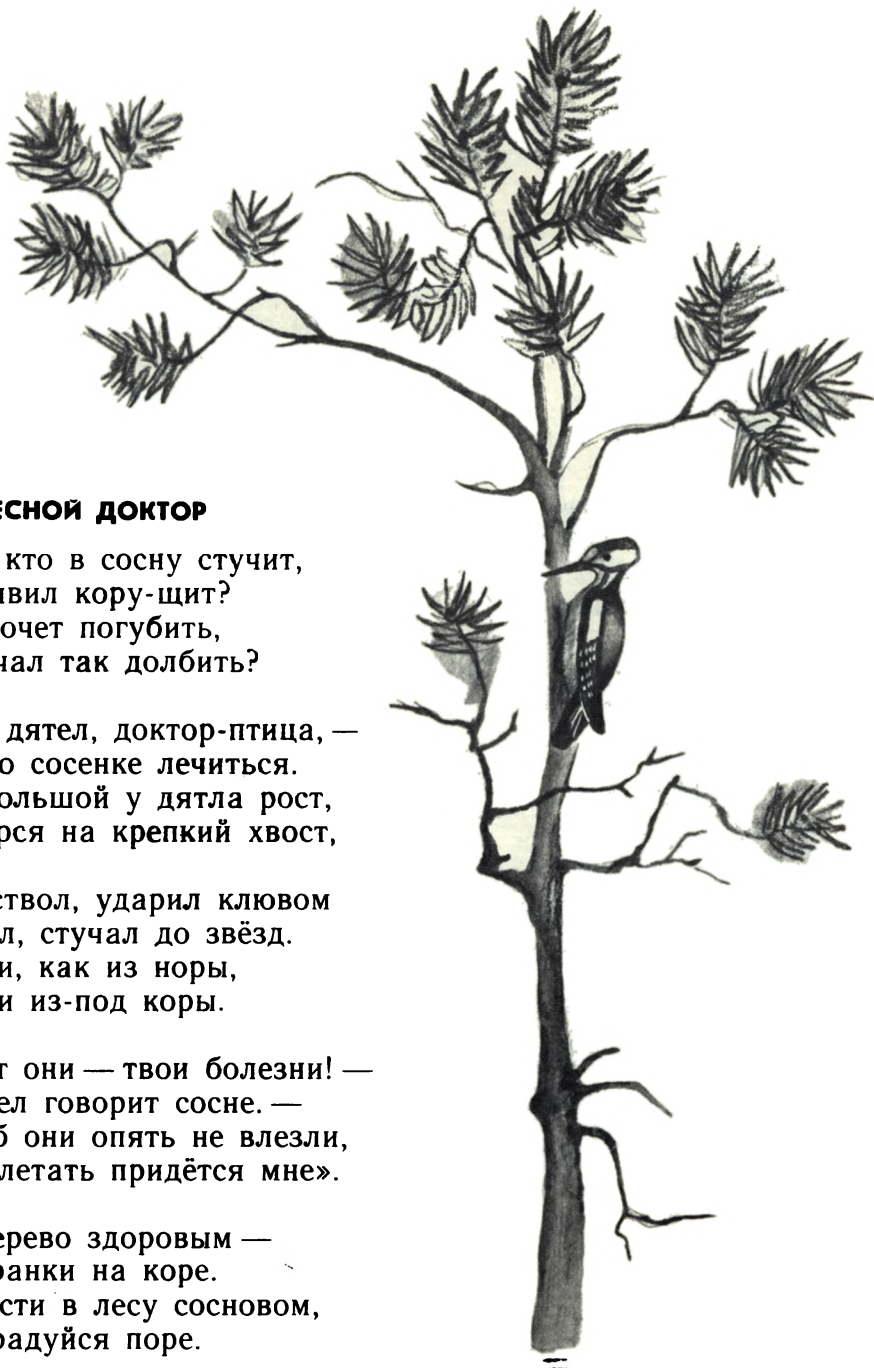 ЕСНОЙ ДОКТОР
кто в сосну стучит,
ивил кору-щит?
очет погубить,
чал так долбить?
дятел, доктор-птица, —
о сосенке лечиться.
ольшой у дятла рост,
рся на крепкий хвост,
ствол, ударил клювом
л, стучал до звёзд.
и, как из норы,
и из-под коры.
т они — твои болезни! —
ел говорит сосне. —
б они опять не влезли,
летать придётся мне».
ерево здоровым —
ранки на коре.
сти в лесу сосновом,
радуйся поре.